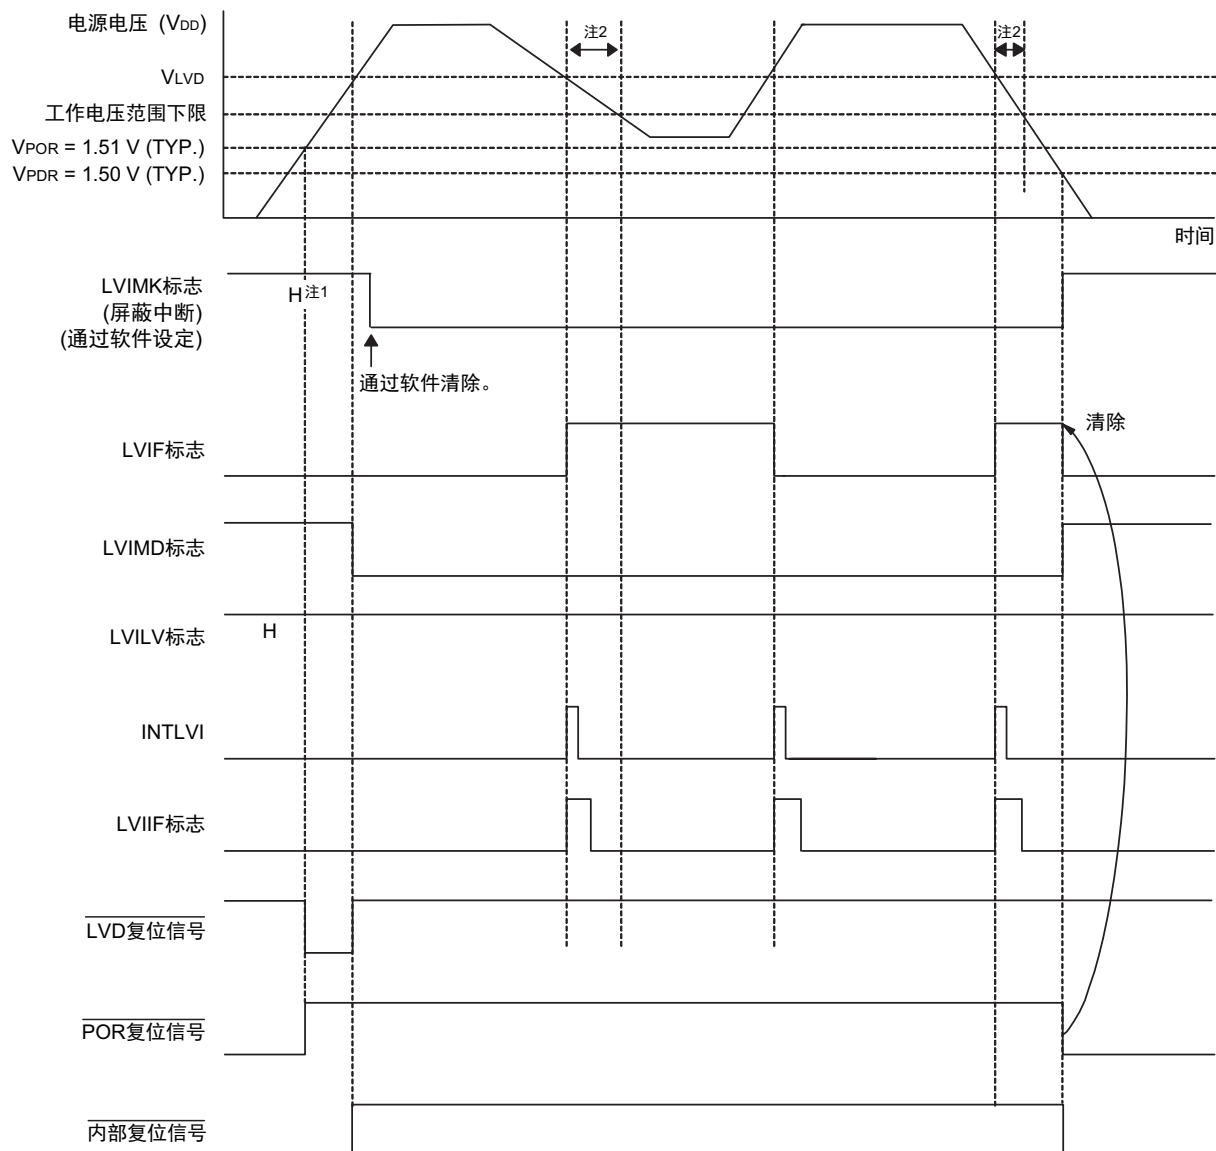 电源电压 (VDD)
注2
注2
VLVD
工作电压范围下限
VPOR = 1.51 V (TYP.)
VPDR = 1.50 V (TYP.)
时间
LVIMK标志
(屏蔽中断)
(通过软件设定)
H注1
通过软件清除。
LVIF标志
清除
LVIMD标志
LVILV标志
H
INTLVI
LVIIF标志
LVD复位信号
POR复位信号
内部复位信号